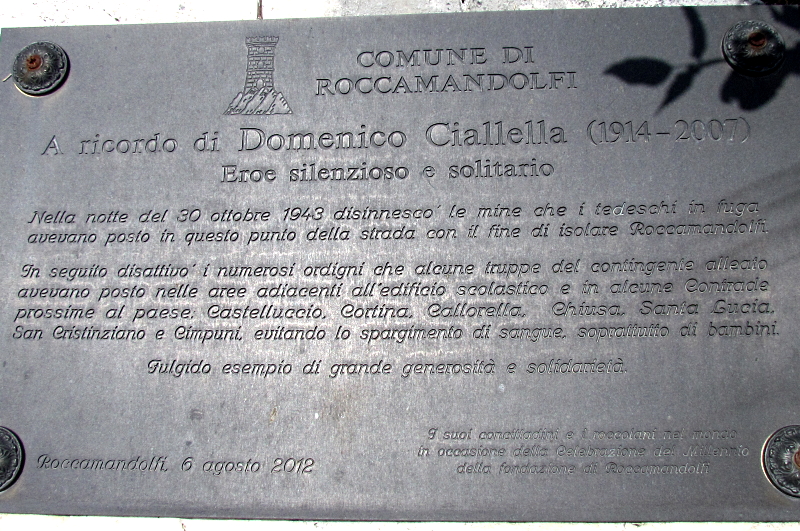 COMUNE DI
ROCCAMANDOLFI
A ricordo di Domenico Ciallella (1914-2007)
Eroe silenzioso e solitario
Nella notte del 30 ottobre 1943 disinnesco' le mine che i tedeschi in fuga
avevano posto in questo punto della strada con il fine di isolare Roccamandolfi.
In seguito disattivo' i numerosi ordigni che alcune truppe del contingente alleato
avevano posto nelle aree adiacenti all'edificio scolastico e in alcune Contrade
prossime al paese: Castelluccio, Cortina, Callorella, Chiusa, Santa Lucia,
San Cristinziano e Cimpuni, evitando lo spargimento di sangue, soprattutto di bambini.
Fulgido esempio di grande generosità e solidarietà.
I suoi concittadini e i roccolani nel mondo
in occasione della Celebrazione del Millennio
della fondazione di Roccamandolfi
Roccamandolfi, 6 agosto 2012